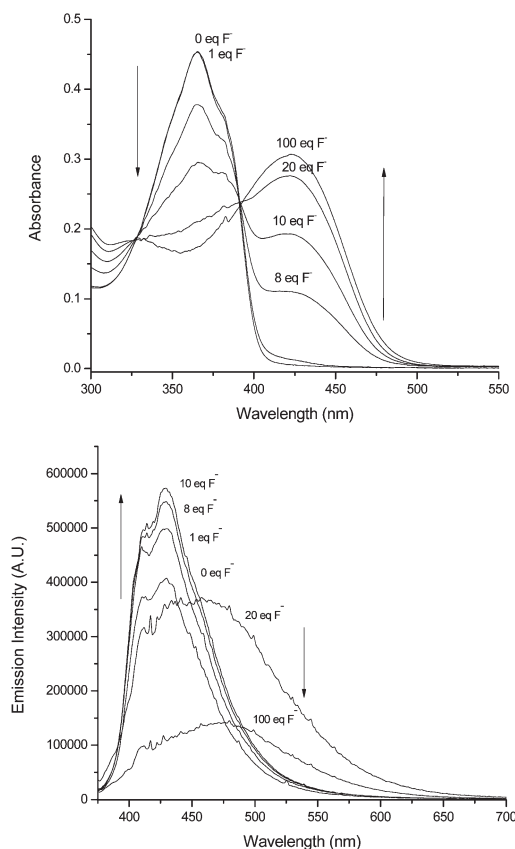 0.5
0.4
0.3
0.2
0.1
0.0
Absorbance
0 eq F⁻
1 eq F⁻
100 eq F⁻
20 eq F⁻
10 eq F⁻
8 eq F⁻
300 350 400 450 500 550
Wavelength (nm)
600000
500000
400000
300000
200000
100000
0
Emission Intensity (A.U.)
10 eq F⁻
8 eq F⁻
1 eq F⁻
0 eq F⁻
20 eq F⁻
100 eq F⁻
400 450 500 550 600 650 700
Wavelength (nm)